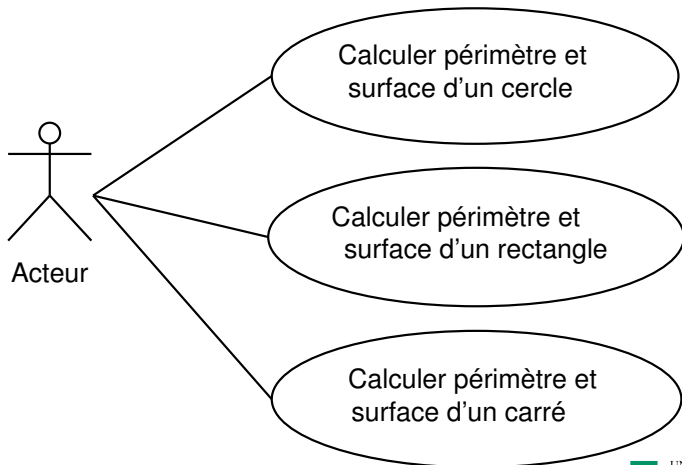 Calculer périmètre et
surface d'un cercle
Calculer périmètre et
surface d'un rectangle
Acteur
Calculer périmètre et
surface d'un carré